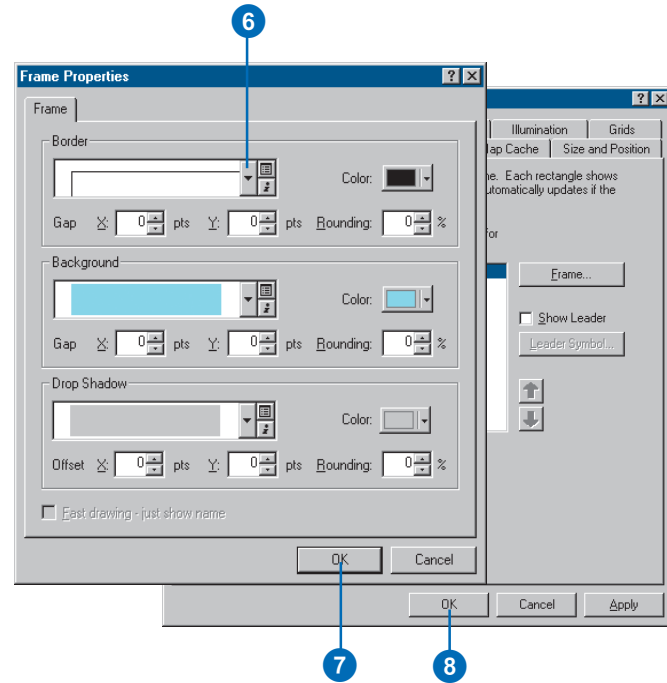 6
Frame Properties
Frame
Border
Color:
Gap X: 0 pts Y: 0 pts Rounding: 0 %
Background
Color:
Gap X: 0 pts Y: 0 pts Rounding: 0 %
Drop Shadow
Color:
Offset X: 0 pts Y: 0 pts Rounding: 0 %
Fast drawing - just show name
OK Cancel
Illumination Grids
ap Cache Size and Position
ne. Each rectangle shows
utomatically updates if the
for
Frame...
Show Leader
Leader Symbol...
OK Cancel Apply
7 8